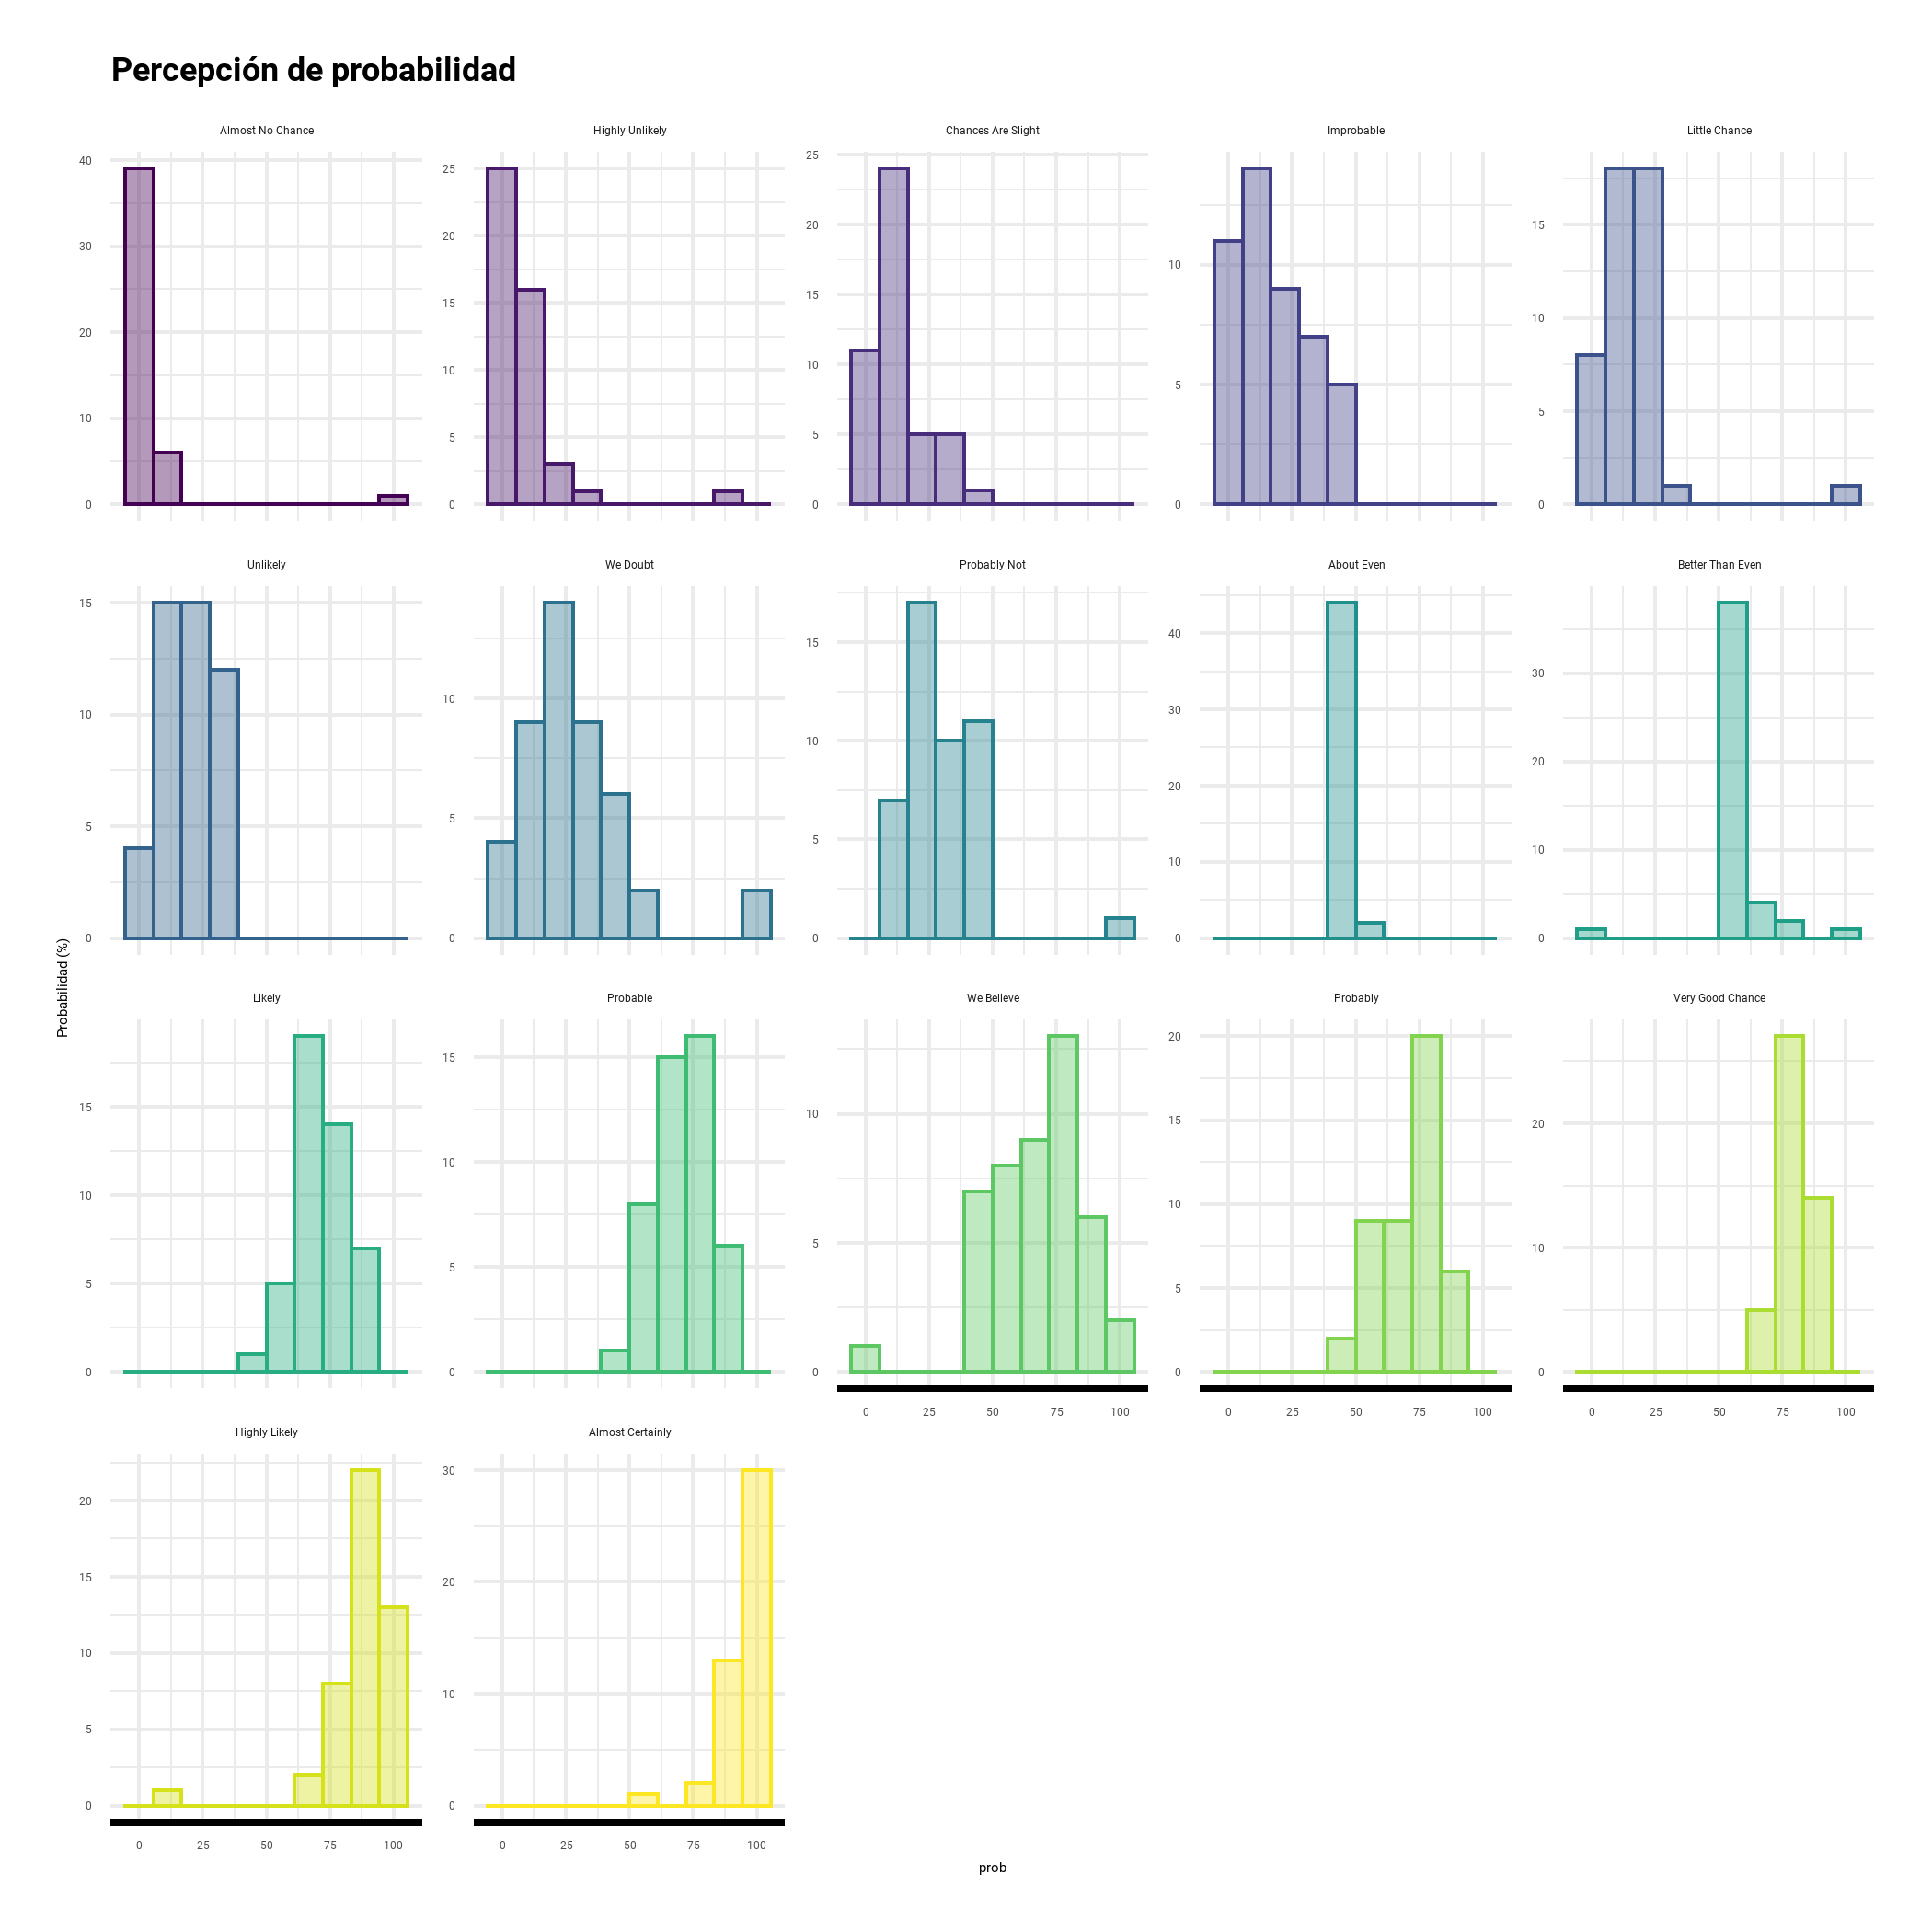 Percepción de probabilidad
Almost No Chance Highly Unlikely Chances Are Slight Improbable Little Chance
40 30 20 10 0
25 20 15 10 5 0
25 20 15 10 5 0
10 5 0
15 10 5 0
Unlikely We Doubt Probably Not About Even Better Than Even
15 10 5 0
10 5 0
15 10 5 0
40 30 20 10 0
30 20 10 0
Probabilidad (%)
Likely Probable We Believe Probably Very Good Chance
15 10 5 0
15 10 5 0
10 5 0
20 15 10 5 0
20 10 0
0 25 50 75 100
0 25 50 75 100
0 25 50 75 100
Highly Likely Almost Certainly
20 15 10 5 0
30 20 10 0
0 25 50 75 100
0 25 50 75 100
prob